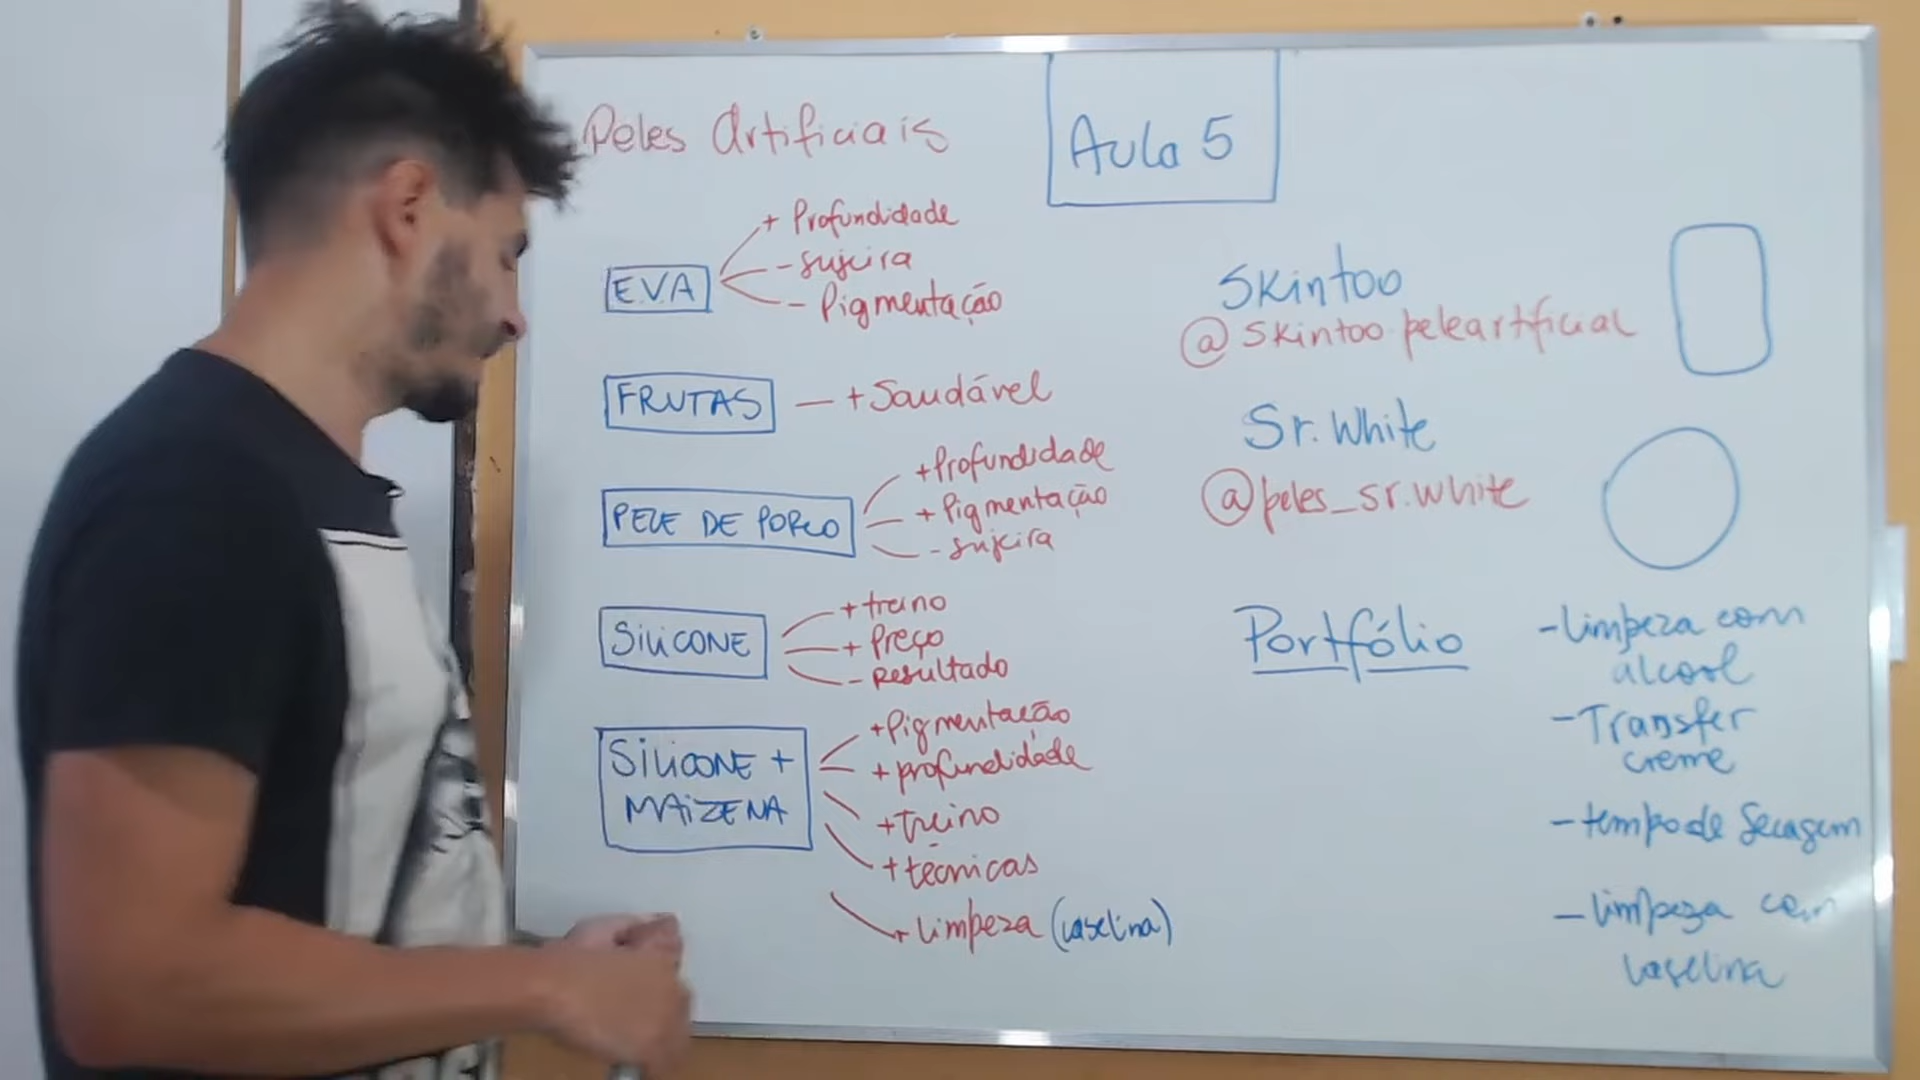 Peles Artificiais
Aula 5
E.V.A
+ Profundidade
- sujeira
- Pigmentação
FRUTAS
- + Saudável
PELE DE PORCO
+ Profundidade
+ Pigmentação
- sujeira
SILICONE
+ treino
+ Preço
- Resultado
SILICONE +
MAIZENA
+ Pigmentação
+ profundidade
+ treino
+ técnicas
+ limpeza (vaselina)
Skintoo
@skintoo.peleartificial
Sr. White
@peles_sr.white
Portfólio
- limpeza com
alcool
- Transfer
creme
- tempo de secagem
- limpeza com
vaselina